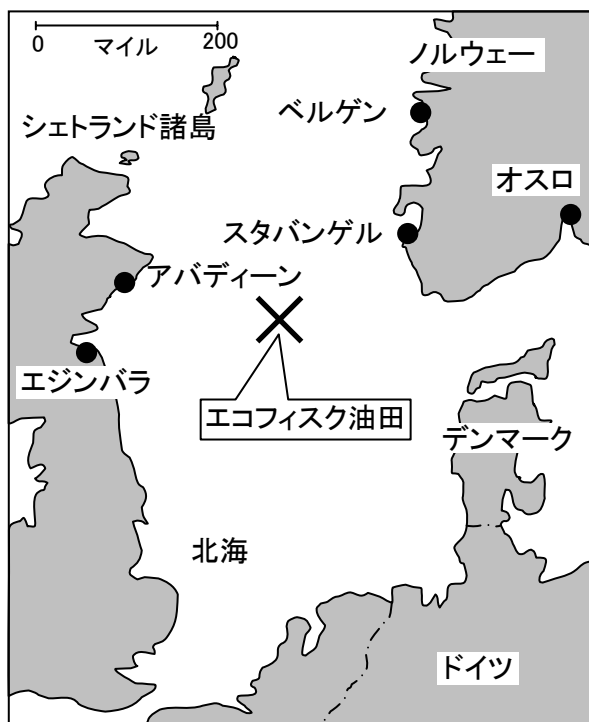 0 マイル 200
ノルウェー
ベルゲン
シェトランド諸島
オスロ
スタバンゲル
アバディーン
エジンバラ
エコフィスク油田
デンマーク
北海
ドイツ